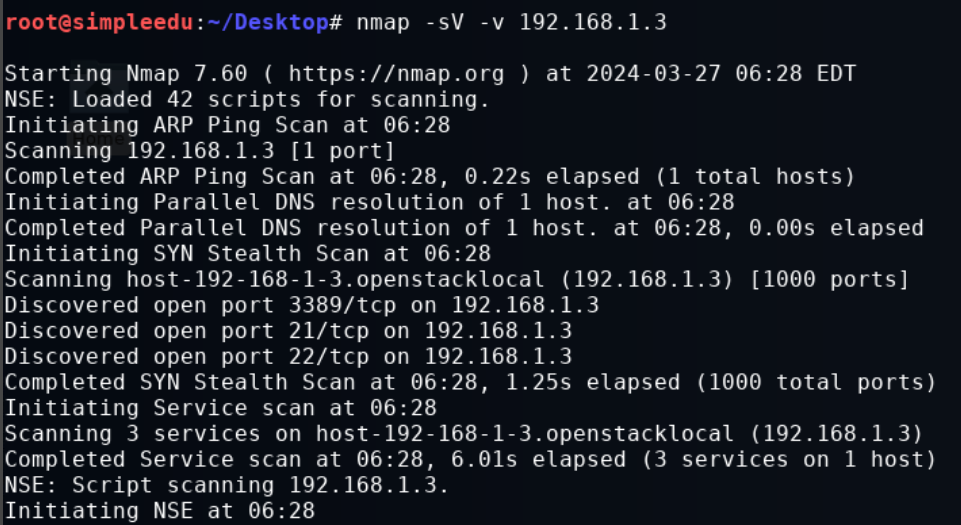 root@simpleedu:~/Desktop# nmap -sV -v 192.168.1.3
Starting Nmap 7.60 ( https://nmap.org ) at 2024-03-27 06:28 EDT
NSE: Loaded 42 scripts for scanning.
Initiating ARP Ping Scan at 06:28
Scanning 192.168.1.3 [1 port]
Completed ARP Ping Scan at 06:28, 0.22s elapsed (1 total hosts)
Initiating Parallel DNS resolution of 1 host. at 06:28
Completed Parallel DNS resolution of 1 host. at 06:28, 0.00s elapsed
Initiating SYN Stealth Scan at 06:28
Scanning host-192-168-1-3.openstacklocal (192.168.1.3) [1000 ports]
Discovered open port 3389/tcp on 192.168.1.3
Discovered open port 21/tcp on 192.168.1.3
Discovered open port 22/tcp on 192.168.1.3
Completed SYN Stealth Scan at 06:28, 1.25s elapsed (1000 total ports)
Initiating Service scan at 06:28
Scanning 3 services on host-192-168-1-3.openstacklocal (192.168.1.3)
Completed Service scan at 06:28, 6.01s elapsed (3 services on 1 host)
NSE: Script scanning 192.168.1.3.
Initiating NSE at 06:28